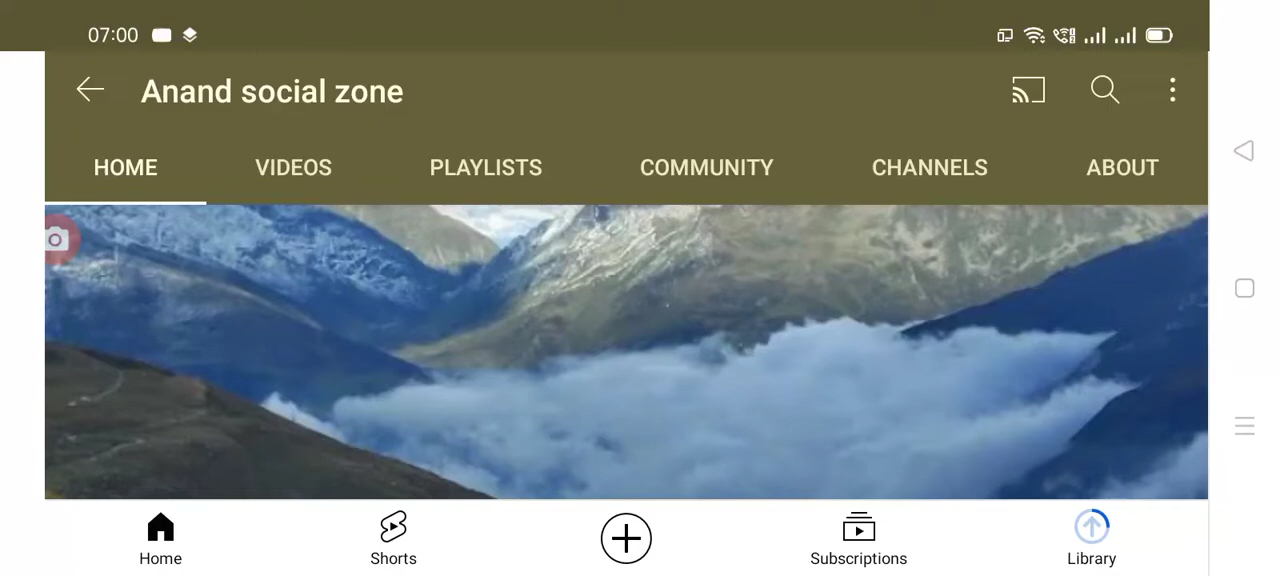 07:00
Anand social zone
HOME VIDEOS PLAYLISTS COMMUNITY CHANNELS ABOUT
Home Shorts Subscriptions Library